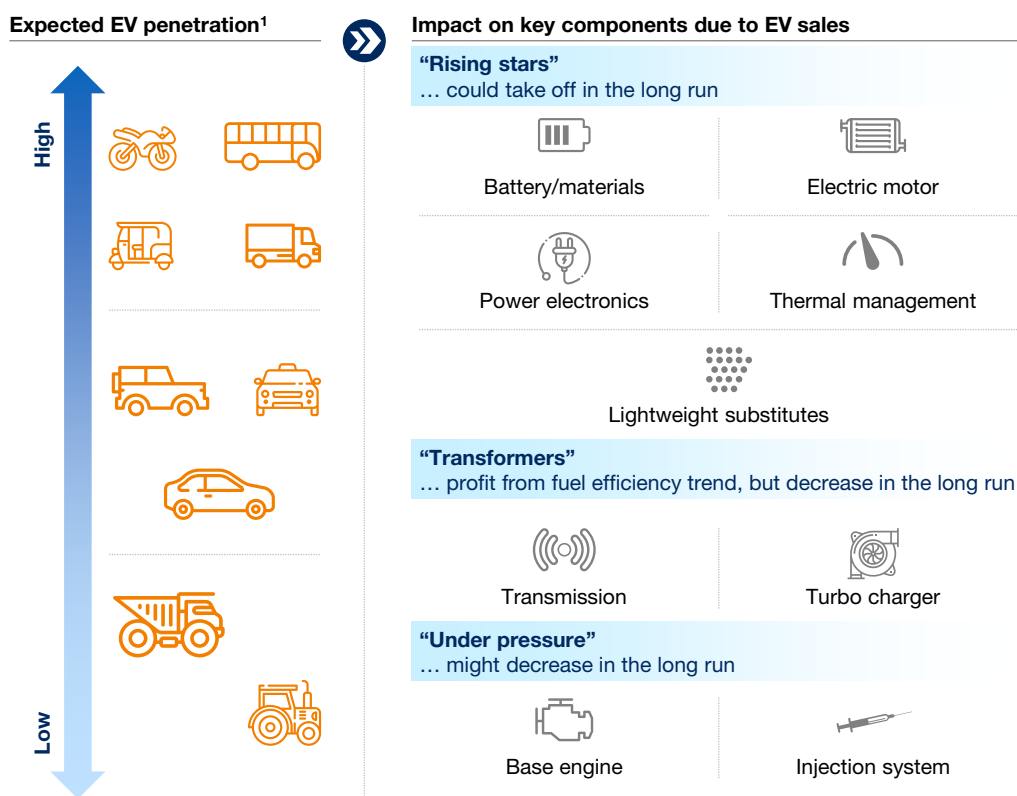 Expected EV penetration¹
Impact on key components due to EV sales
High
Low
“Rising stars”
… could take off in the long run
Battery/materials
Electric motor
Power electronics
Thermal management
Lightweight substitutes
“Transformers”
… profit from fuel efficiency trend, but decrease in the long run
Transmission
Turbo charger
“Under pressure”
… might decrease in the long run
Base engine
Injection system